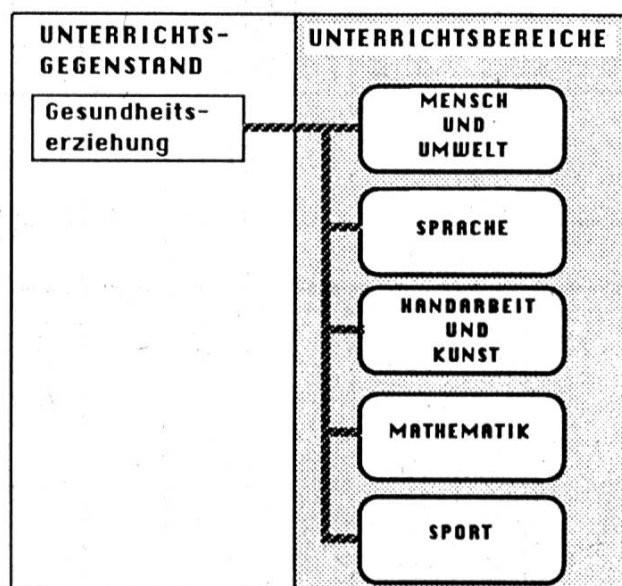 UNTERRICHTS-
GEGENSTAND
Gesundheits-
erziehung
UNTERRICHTSBEREICHE
MENSCH
UND
UMWELT
SPRACHE
HANDARBEIT
UND
KUNST
MATHEMATIK
SPORT